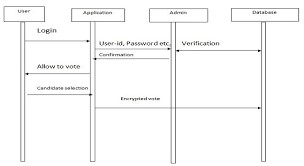 User
Application
Admin
Database
Login
User-id, Password etc
Verification
Confirmation
Allow to vote
Candidate selection
Encrypted vote